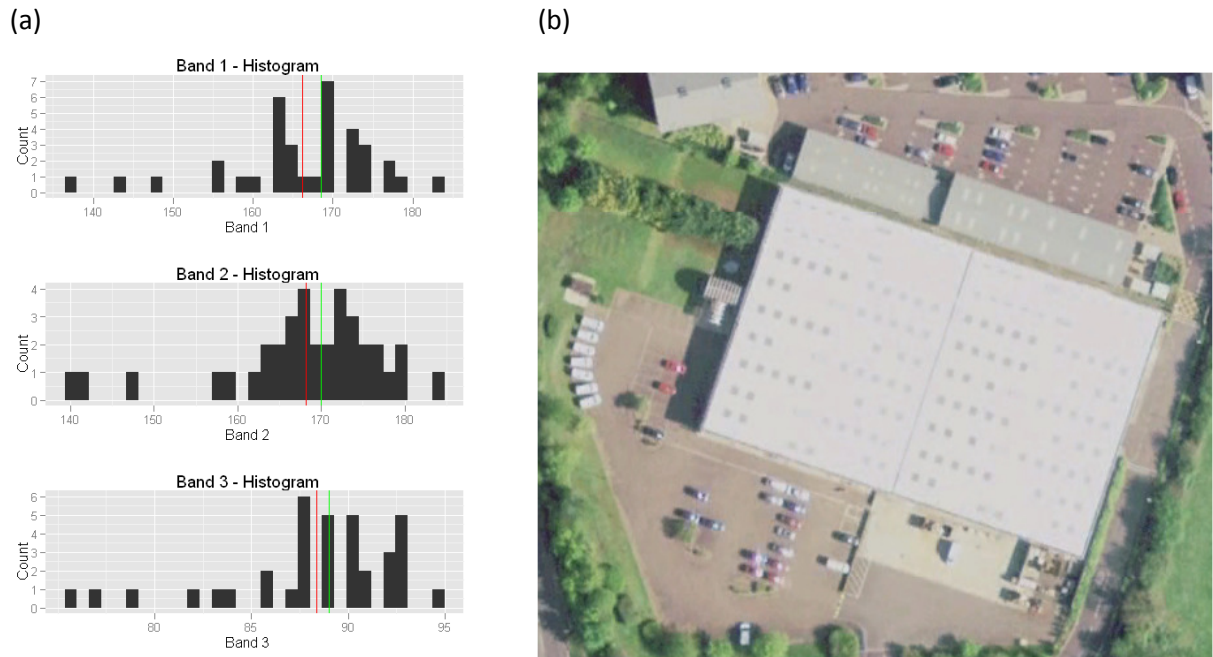 (a)
(b)
Band 1 - Histogram
7
6
5
4
3
2
1
0
Count
140 150 160 170 180
Band 1
Band 2 - Histogram
4
3
2
1
0
Count
140 150 160 170 180
Band 2
Band 3 - Histogram
6
5
4
3
2
1
0
Count
80 85 90 95
Band 3